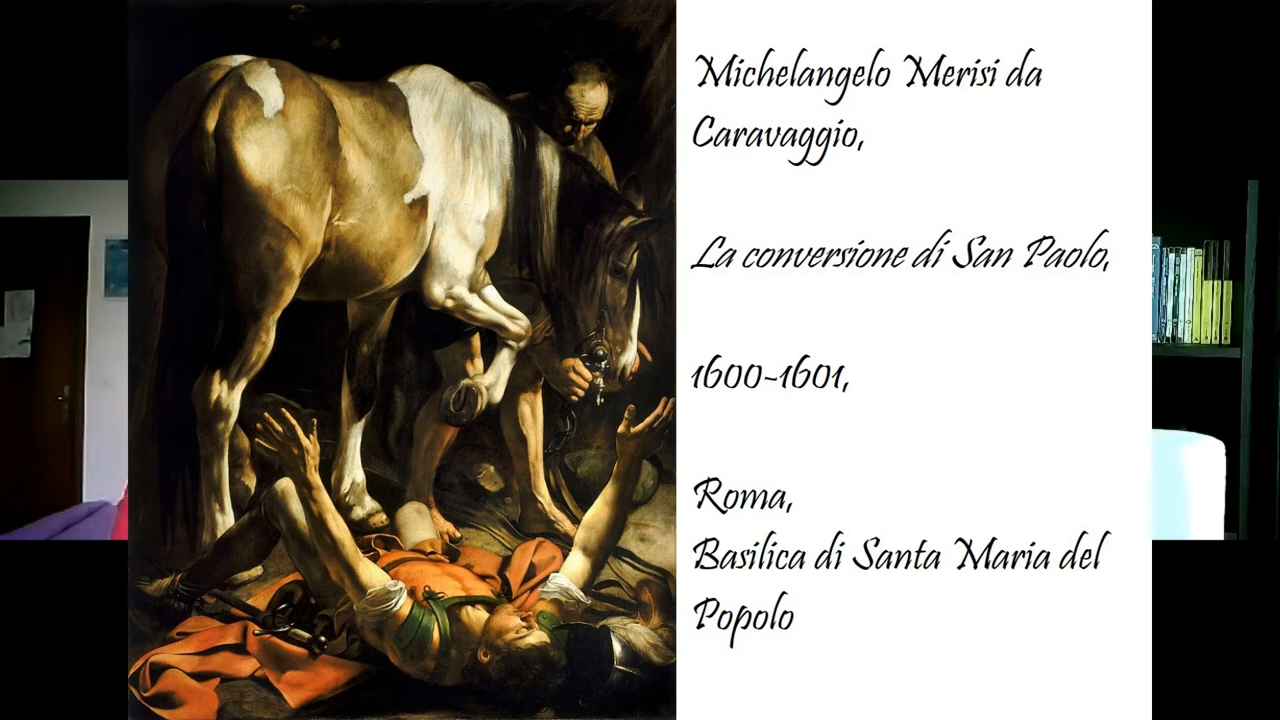 Michelangelo Merisi da
Caravaggio,
La conversione di San Paolo,
1600-1601,
Roma,
Basilica di Santa Maria del
Popolo